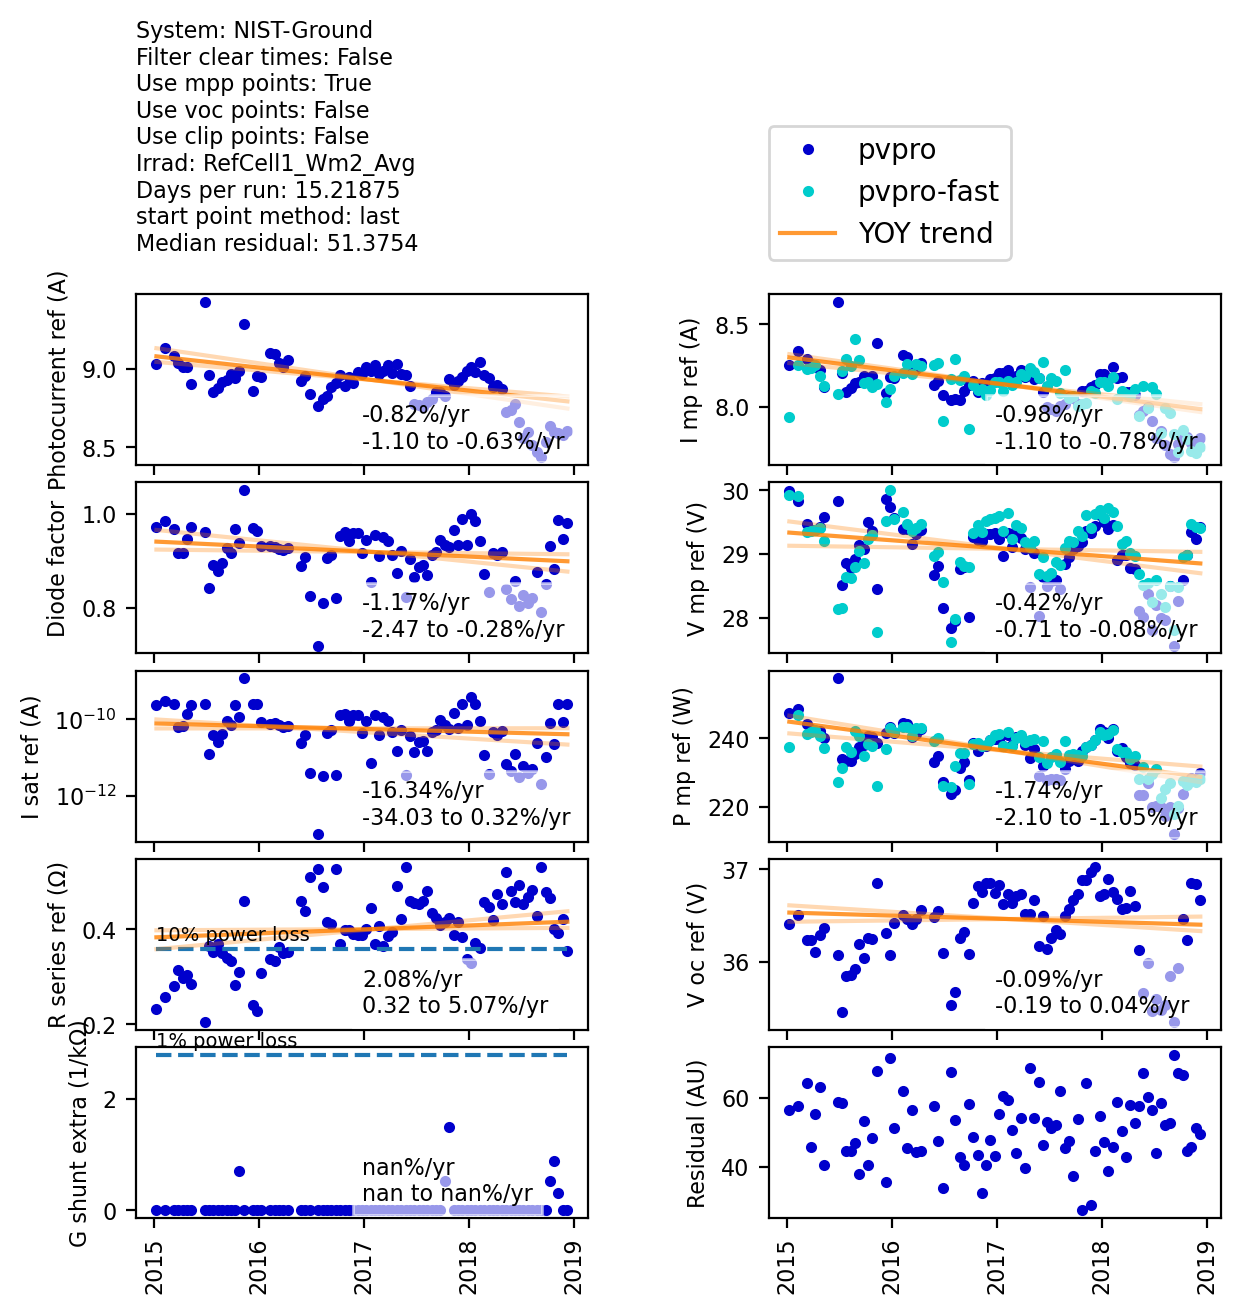 System: NIST-Ground
Filter clear times: False
Use mpp points: True
Use voc points: False
Use clip points: False
Irrad: RefCell1_Wm2_Avg
Days per run: 15.21875
start point method: last
Median residual: 51.3754
pvpro
pvpro-fast
YOY trend
Photocurrent ref (A)
9.0
8.5
-0.82%/yr
-1.10 to -0.63%/yr
I mp ref (A)
8.5
8.0
-0.98%/yr
-1.10 to -0.78%/yr
Diode factor
1.0
0.8
-1.17%/yr
-2.47 to -0.28%/yr
V mp ref (V)
30
29
28
-0.42%/yr
-0.71 to -0.08%/yr
I sat ref (A)
10⁻¹⁰
10⁻¹²
-16.34%/yr
-34.03 to 0.32%/yr
P mp ref (W)
240
220
-1.74%/yr
-2.10 to -1.05%/yr
R series ref (Ω)
0.4
0.2
10% power loss
2.08%/yr
0.32 to 5.07%/yr
V oc ref (V)
37
36
-0.09%/yr
-0.19 to 0.04%/yr
G shunt extra (1/kΩ)
2
0
1% power loss
nan%/yr
nan to nan%/yr
2015
2016
2017
2018
2019
Residual (AU)
60
40
2015
2016
2017
2018
2019